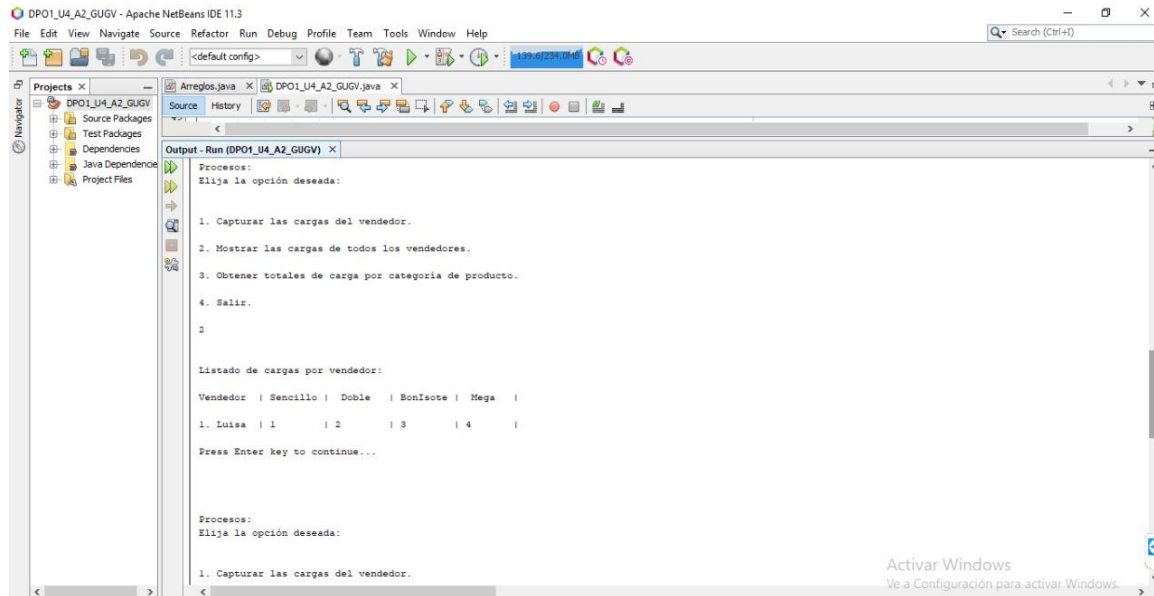 DPO1_U4_A2_GUGV - Apache NetBeans IDE 11.3
File Edit View Navigate Source Refactor Run Debug Profile Team Tools Window Help
Search (Ctrl+I)
<default config>
139.6/234.0MB
Projects
Arreglos.java
DPO1_U4_A2_GUGV.java
Navigator
DPO1_U4_A2_GUGV
Source Packages
Test Packages
Dependencies
Java Dependencie
Project Files
Source History
Output - Run (DPO1_U4_A2_GUGV)
Procesos:
Elija la opción deseada:
1. Capturar las cargas del vendedor.
2. Mostrar las cargas de todos los vendedores.
3. Obtener totales de carga por categoría de producto.
4. Salir.
2
Listado de cargas por vendedor:
Vendedor | Sencillo | Doble | BonIsote | Mega |
1. Luisa | 1 | 2 | 3 | 4 |
Press Enter key to continue...
Procesos:
Elija la opción deseada:
1. Capturar las cargas del vendedor.
Activar Windows
Ve a Configuración para activar Windows.